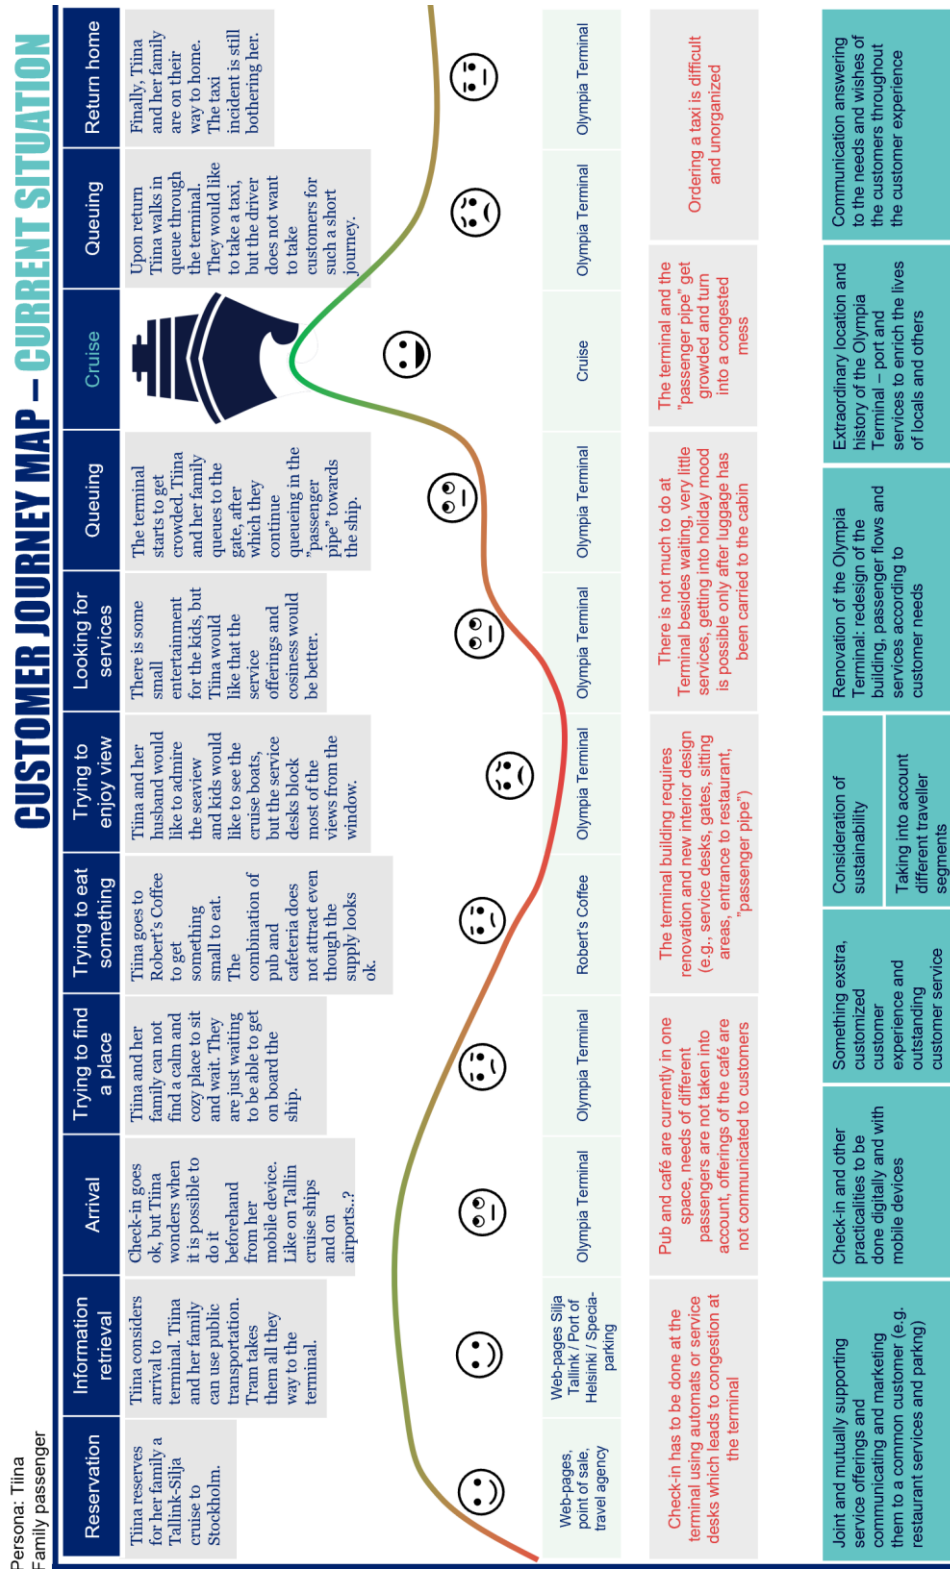 CUSTOMER JOURNEY MAP – CURRENT SITUATION
Persona: Tiina
Family passenger
Reservation
Information
retrieval
Arrival
Trying to find
a place
Trying to eat
something
Trying to
enjoy view
Looking for
services
Queuing
Cruise
Queuing
Return home
Tiina reserves
for her family a
Tallink-Silja
cruise to
Stockholm.
Tiina considers
arrival to
terminal. Tiina
and her family
can use public
transportation.
Tram takes
them all they
way to the
terminal.
Check-in goes
ok, but Tiina
wonders when
it is possible to
do it
beforehand
from her
mobile device.
Like on Tallin
cruise ships
and on
airports..?
Tiina and her
family can not
find a calm and
cozy place to sit
and wait. They
are just waiting
to be able to get
on board the
ship.
Tiina goes to
Robert's Coffee
to get
something
small to eat.
The
combination of
pub and
cafeteria does
not attract even
though the
supply looks
ok.
Tiina and her
husband would
like to admire
the seaview
and kids would
like to see the
cruise boats,
but the service
desks block
most of the
views from the
window.
There is some
small
entertainment
for the kids, but
Tiina would
like that the
service
offerings and
cosiness would
be better.
The terminal
starts to get
crowded. Tiina
and her family
queues to the
gate, after
which they
continue
queueing in the
"passenger
pipe" towards
the ship.
Upon return
Tiina walks in
queue through
the terminal.
They would like
to take a taxi,
but the driver
does not want
to take
customers for
such a short
journey.
Finally, Tiina
and her family
are on their
way to home.
The taxi
incident is still
bothering her.
Web-pages,
point of sale,
travel agency
Web-pages Silja
Tallink / Port of
Helsinki / Specia-
parking
Olympia Terminal
Olympia Terminal
Robert's Coffee
Olympia Terminal
Olympia Terminal
Olympia Terminal
Cruise
Olympia Terminal
Olympia Terminal
Check-in has to be done at the
terminal using automats or service
desks which leads to congestion at
the terminal
Pub and café are currently in one
space, needs of different
passengers are not taken into
account, offerings of the café are
not communicated to customers
The terminal building requires
renovation and new interior design
(e.g., service desks, gates, sitting
areas, entrance to restaurant,
"passenger pipe")
There is not much to do at
Terminal besides waiting, very little
services, getting into holiday mood
is possible only after luggage has
been carried to the cabin
The terminal and the
"passenger pipe" get
growded and turn
into a congested
mess
Ordering a taxi is difficult
and unorganized
Joint and mutually supporting
service offerings and
communicating and marketing
them to a common customer (e.g.
restaurant services and parkng)
Check-in and other
practicalities to be
done digitally and with
mobile devices
Something exstra,
customized
customer
experience and
outstanding
customer service
Consideration of
sustainability
Taking into account
different traveller
segments
Renovation of the Olympia
Terminal: redesign of the
building, passenger flows and
services according to
customer needs
Extraordinary location and
history of the Olympia
Terminal – port and
services to enrich the lives
of locals and others
Communication answering
to the needs and wishes of
the customers throughout
the customer experience